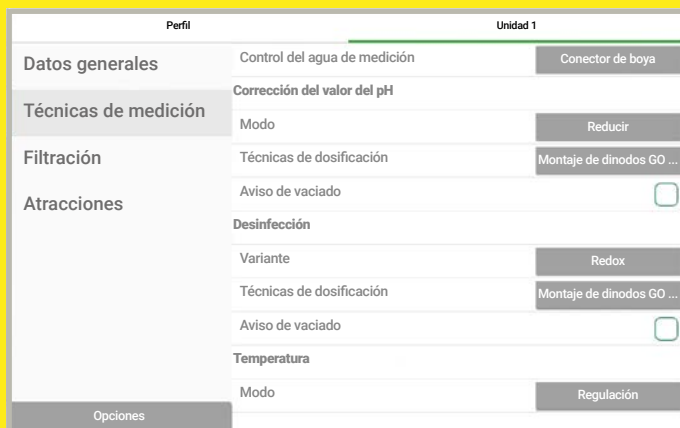 Perfil
Unidad 1
Datos generales
Técnicas de medición
Filtración
Atracciones
Opciones
Control del agua de medición
Conector de boya
Corrección del valor del pH
Modo
Reducir
Técnicas de dosificación
Montaje de dinodos GO ...
Aviso de vaciado
Desinfección
Variante
Redox
Técnicas de dosificación
Montaje de dinodos GO ...
Aviso de vaciado
Temperatura
Modo
Regulación